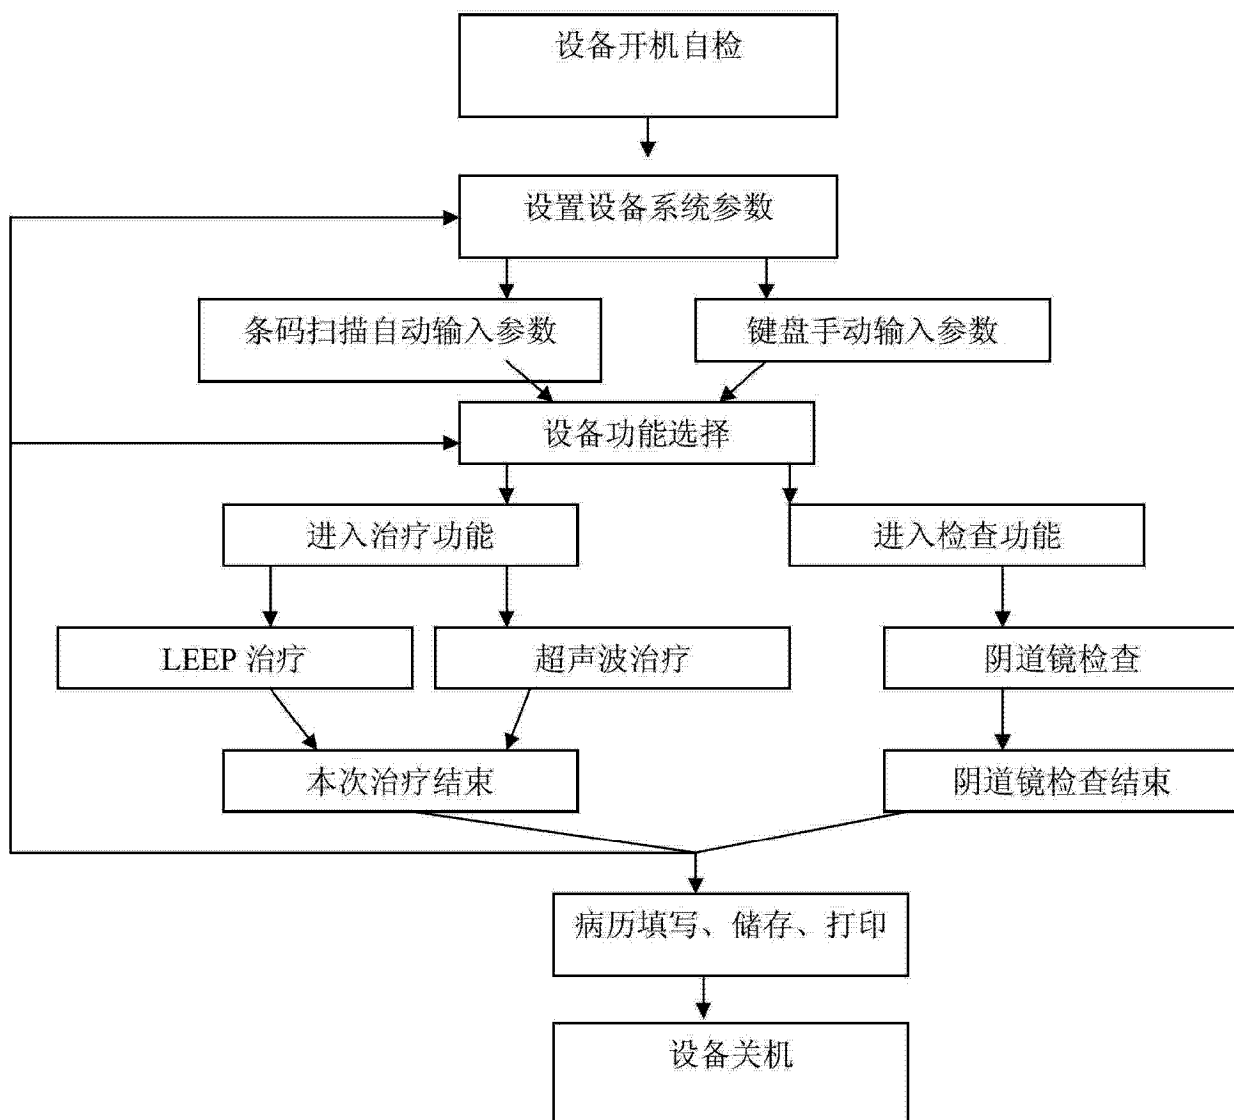 设备开机自检
设置设备系统参数
条码扫描自动输入参数
键盘手动输入参数
设备功能选择
进入治疗功能
进入检查功能
LEEP 治疗
超声波治疗
阴道镜检查
本次治疗结束
阴道镜检查结束
病历填写、储存、打印
设备关机